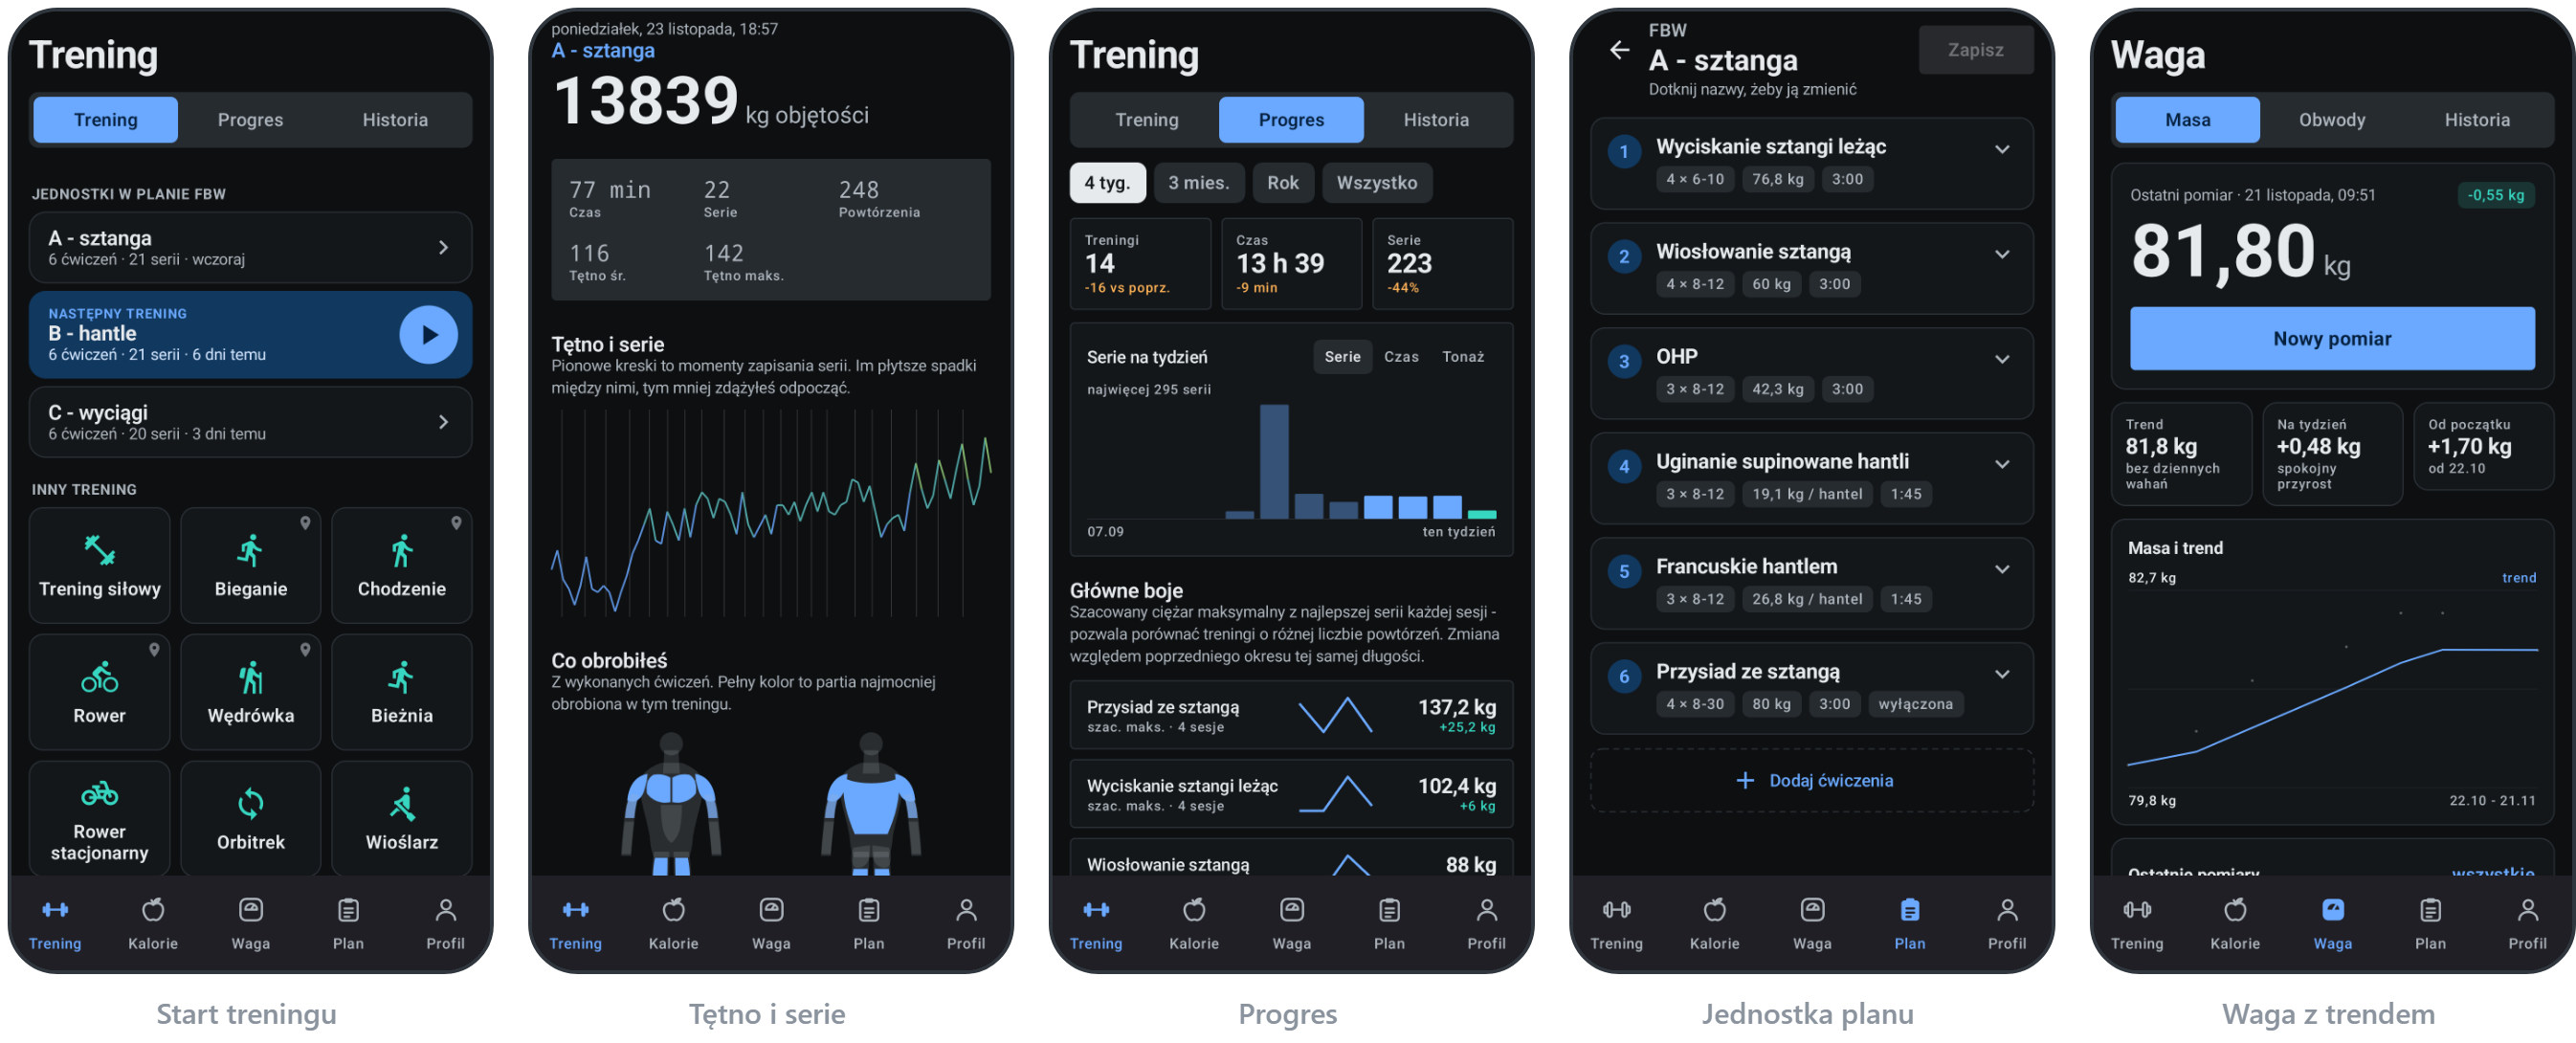 Trening
Trening Progres Historia
JEDNOSTKI W PLANIE FBW
A - sztanga
6 ćwiczeń · 21 serii · wczoraj
NASTĘPNY TRENING
B - hantle
6 ćwiczeń · 21 serii · 6 dni temu
C - wyciągi
6 ćwiczeń · 20 serii · 3 dni temu
INNY TRENING
Trening siłowy Bieganie Chodzenie
Rower Wędrówka Bieżnia
Rower stacjonarny Orbitrek Wioślarz
Trening Kalorie Waga Plan Profil
Start treningu
poniedziałek, 23 listopada, 18:57
A - sztanga
13839 kg objętości
77 min 22 248
Czas Serie Powtórzenia
116 142
Tętno śr. Tętno maks.
Tętno i serie
Pionowe kreski to momenty zapisania serii. Im płytsze spadki
między nimi, tym mniej zdążyłeś odpocząć.
Co obrobiłeś
Z wykonanych ćwiczeń. Pełny kolor to partia najmocniej
obrobiona w tym treningu.
Trening Kalorie Waga Plan Profil
Tętno i serie
Trening
Trening Progres Historia
4 tyg. 3 mies. Rok Wszystko
Treningi Czas Serie
14 13 h 39 223
-16 vs poprz. -9 min -44%
Serie na tydzień Serie Czas Tonaż
najwięcej 295 serii
07.09 ten tydzień
Główne boje
Szacowany ciężar maksymalny z najlepszej serii każdej sesji -
pozwala porównać treningi o różnej liczbie powtórzeń. Zmiana
względem poprzedniego okresu tej samej długości.
Przysiad ze sztangą 137,2 kg
szac. maks. · 4 sesje +25,2 kg
Wyciskanie sztangi leżąc 102,4 kg
szac. maks. · 4 sesje +6 kg
Wiosłowanie sztangą 88 kg
Trening Kalorie Waga Plan Profil
Progres
FBW
A - sztanga
Dotknij nazwy, żeby ją zmienić
Zapisz
1 Wyciskanie sztangi leżąc
4 × 6-10 76,8 kg 3:00
2 Wiosłowanie sztangą
4 × 8-12 60 kg 3:00
3 OHP
3 × 8-12 42,3 kg 3:00
4 Uginanie supinowane hantli
3 × 8-12 19,1 kg / hantel 1:45
5 Francuskie hantlem
3 × 8-12 26,8 kg / hantel 1:45
6 Przysiad ze sztangą
4 × 8-30 80 kg 3:00 wyłączona
+ Dodaj ćwiczenia
Trening Kalorie Waga Plan Profil
Jednostka planu
Waga
Masa Obwody Historia
Ostatni pomiar · 21 listopada, 09:51 -0,55 kg
81,80 kg
Nowy pomiar
Trend Na tydzień Od początku
81,8 kg +0,48 kg +1,70 kg
bez dziennych wahań spokojny przyrost od 22.10
Masa i trend
82,7 kg trend
79,8 kg 22.10 - 21.11
Ostatnie pomiary wszystkie
Trening Kalorie Waga Plan Profil
Waga z trendem